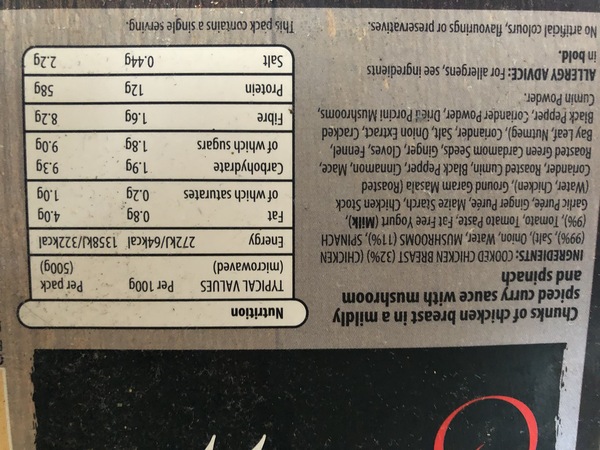 Chunks of chicken breast in a mildly
spiced curry sauce with mushroom
and spinach
INGREDIENTS: COOKED CHICKEN BREAST (32%) (CHICKEN
(99%), Salt), Onion, Water, MUSHROOMS (11%), SPINACH
(9%), Tomato, Tomato Paste, Fat Free Yogurt (Milk),
Garlic Purée, Ginger Purée, Maize Starch, Chicken Stock
(Water, Chicken), Ground Garam Masala (Roasted
Coriander, Roasted Cumin, Black Pepper, Cinnamon, Mace,
Roasted Green Cardamom Seeds, Ginger, Cloves, Fennel,
Bay Leaf, Nutmeg), Coriander, Salt, Onion Extract, Cracked
Black Pepper, Coriander Powder, Dried Porcini Mushrooms,
Cumin Powder.
ALLERGY ADVICE: For allergens, see ingredients
in bold.
No artificial colours, flavourings or preservatives.
Nutrition
TYPICAL VALUES Per 100g Per pack
(microwaved) (500g)
Energy 272kJ/64kcal 1358kJ/322kcal
Fat 0.8g 4.0g
of which saturates 0.2g 1.0g
Carbohydrate 1.9g 9.3g
of which sugars 1.8g 9.0g
Fibre 1.6g 8.2g
Protein 12g 58g
Salt 0.44g 2.2g
This pack contains a single serving.